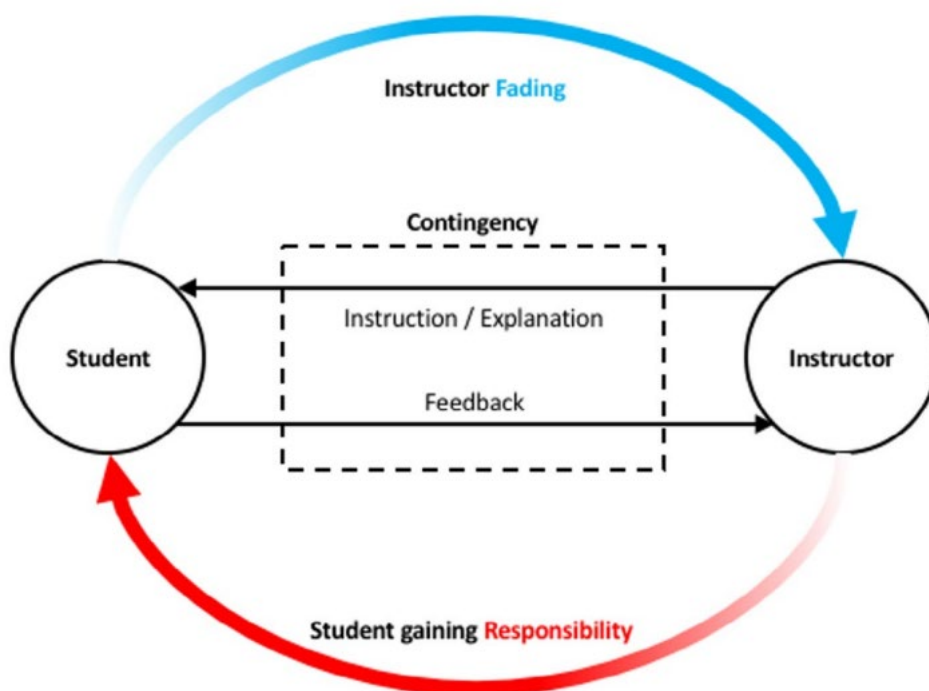 Instructor Fading
Contingency
Instruction / Explanation
Student
Instructor
Feedback
Student gaining Responsibility